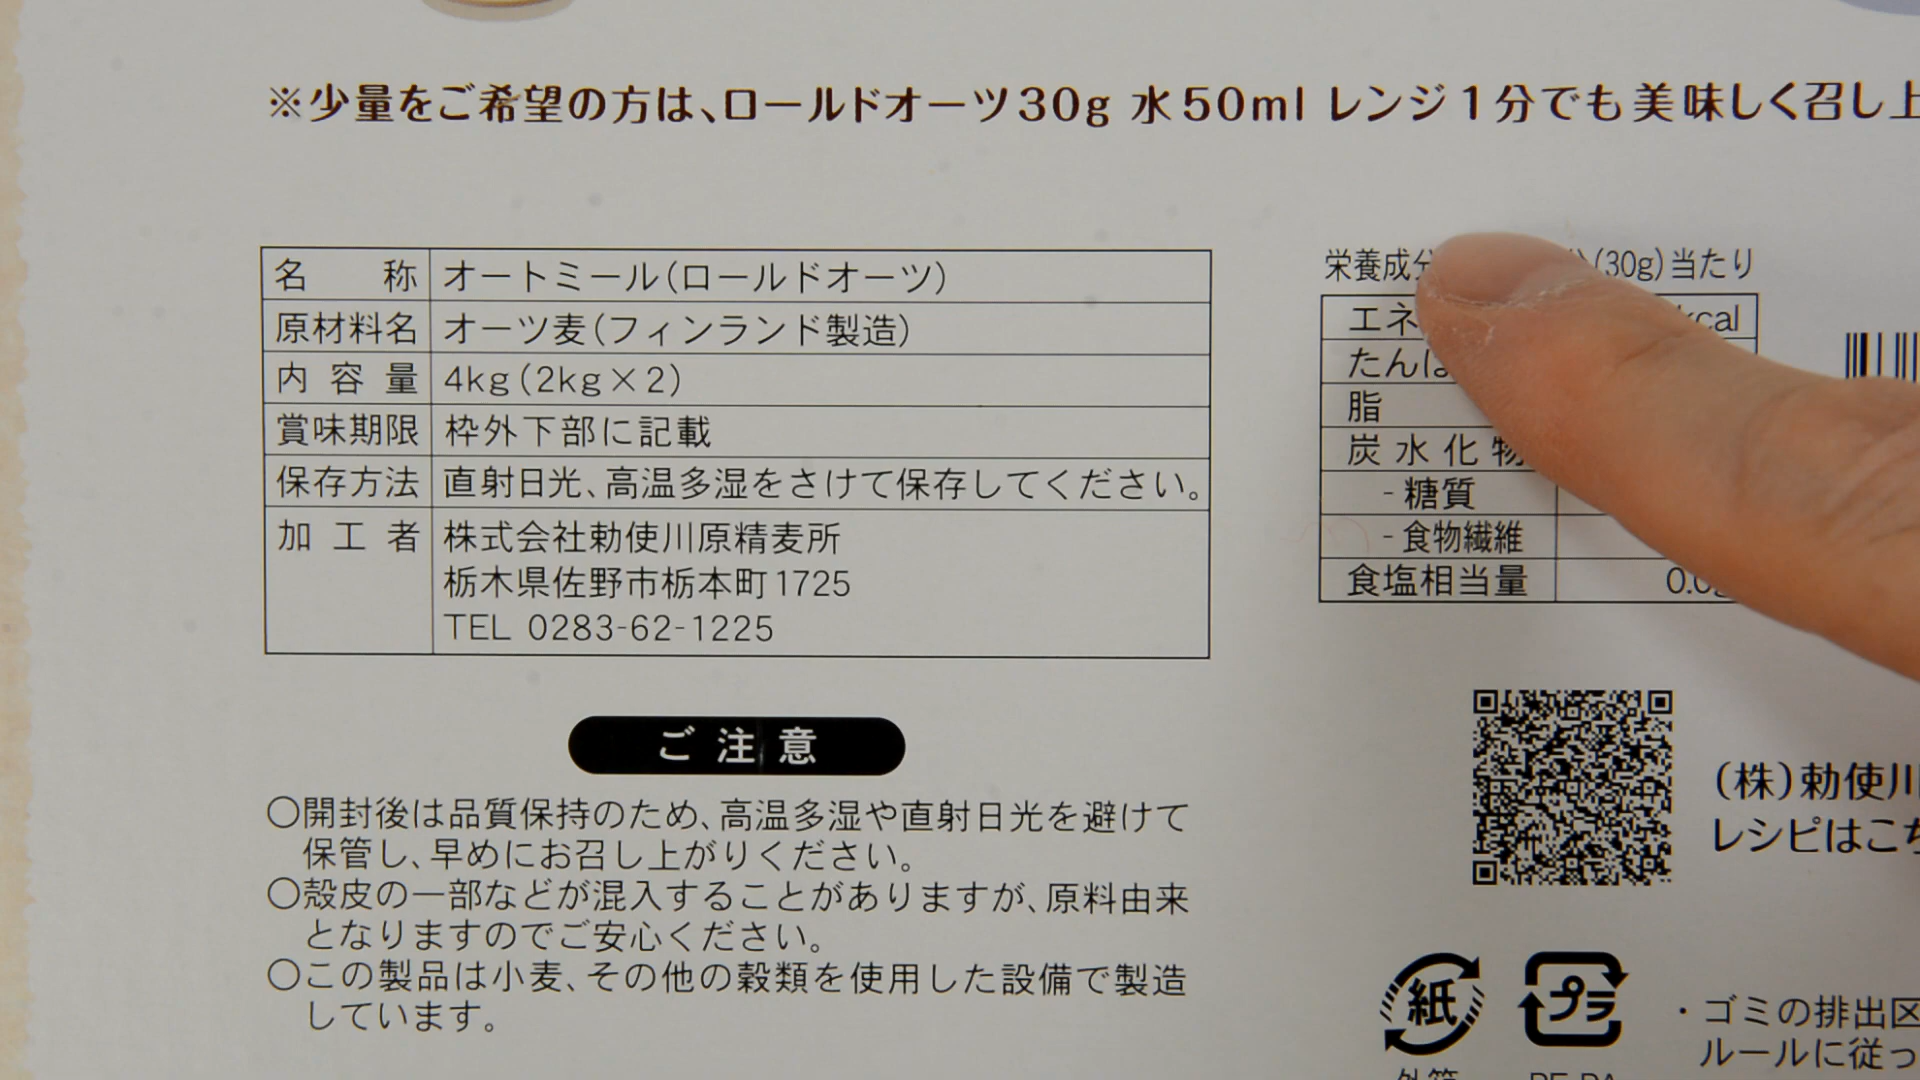 ※少量をご希望の方は、ロールドオーツ30g 水50ml レンジ1分でも美味しく召し上
名称 オートミール(ロールドオーツ)
原材料名 オーツ麦(フィンランド製造)
内容量 4kg(2kg×2)
賞味期限 枠外下部に記載
保存方法 直射日光、高温多湿をさけて保存してください。
加工者 株式会社勅使川原精麦所
栃木県佐野市栃本町1725
TEL 0283-62-1225
ご注意
〇開封後は品質保持のため、高温多湿や直射日光を避けて
保管し、早めにお召し上がりください。
〇殻皮の一部などが混入することがありますが、原料由来
となりますのでご安心ください。
〇この製品は小麦、その他の穀類を使用した設備で製造
しています。
栄養成分 (30g)当たり
エネ kcal
たんぱ
脂
炭水化物
-糖質
-食物繊維
食塩相当量 0.0g
(株)勅使川
レシピはこち
紙
プラ
・ゴミの排出区
ルールに従っ